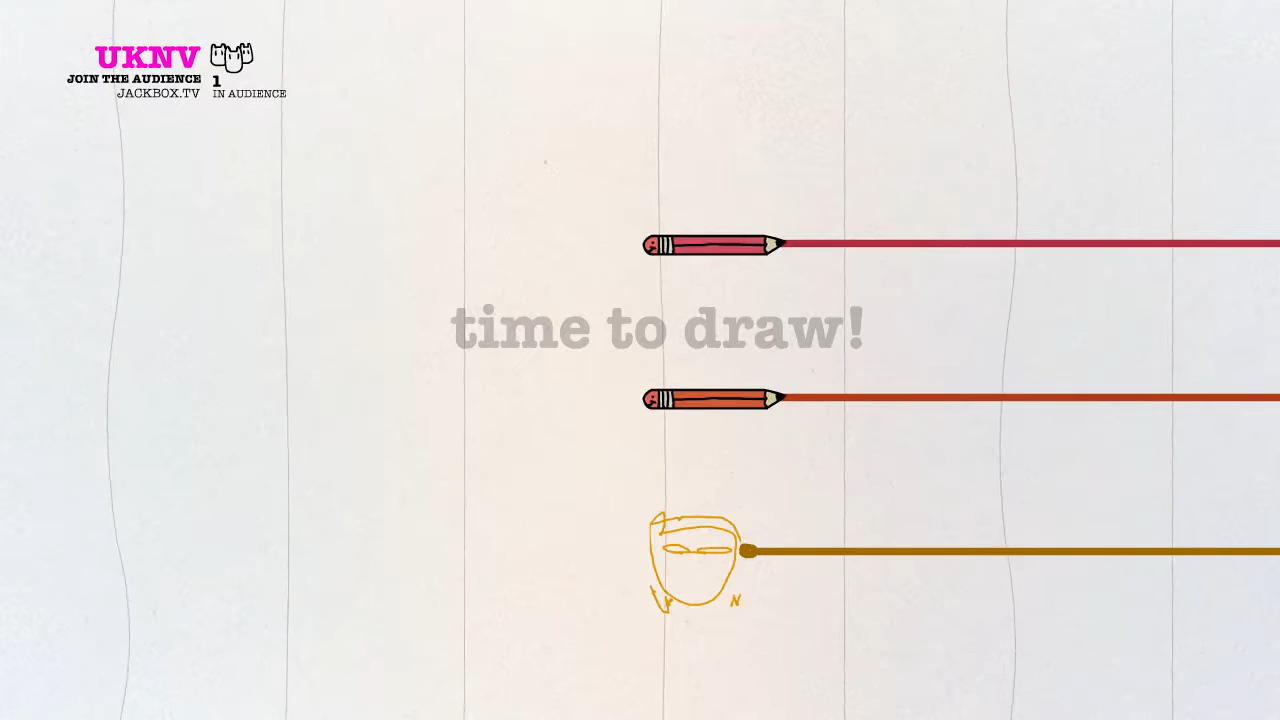 UKNV
JOIN THE AUDIENCE
JACKBOX.TV
1
IN AUDIENCE
time to draw!